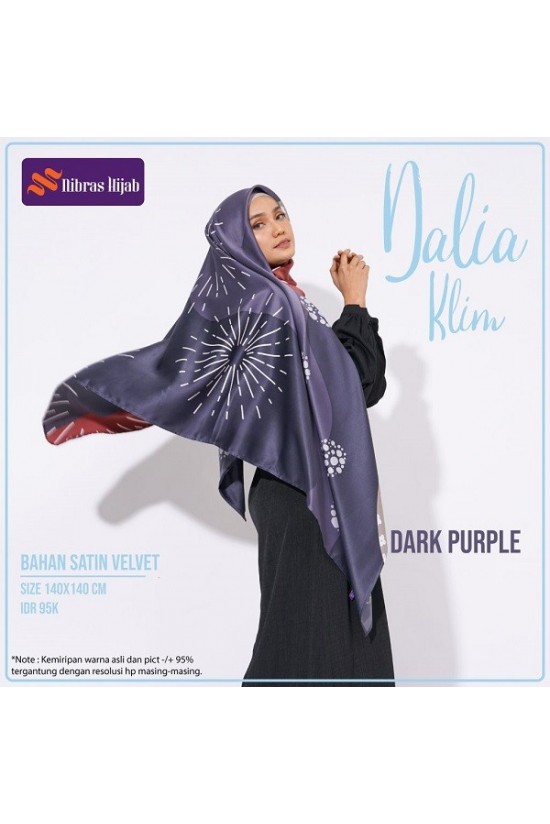 Nibras Hijab
Dalia
Klim
DARK PURPLE
BAHAN SATIN VELVET
SIZE 140X140 CM
IDR 95K
*Note : Kemiripan warna asli dan pict -/+ 95%
tergantung dengan resolusi hp masing-masing.